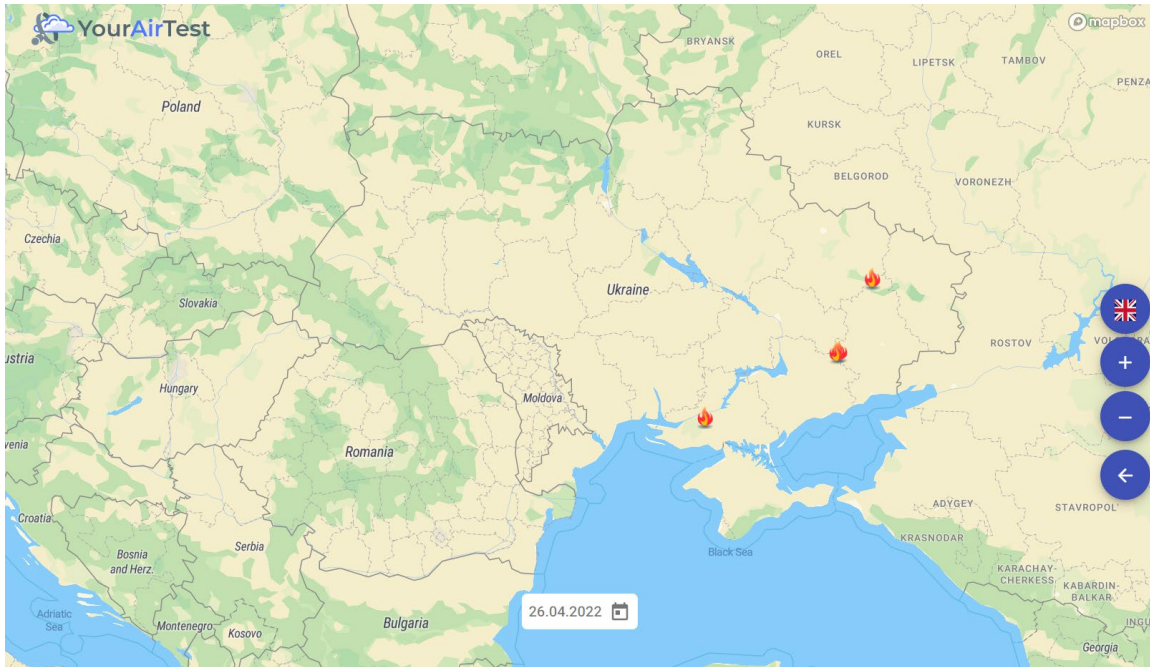 YourAirTest
mapbox
BRYANSK
OREL
LIPETSK
TAMBOV
PENZA
Poland
KURSK
BELGOROD
VORONEZH
Czechia
Slovakia
Ukraine
ROSTOV
Hungary
Moldova
Romania
Croatia
Bosnia
and Herz.
Serbia
ADYGEY
STAVROPOL'
KRASNODAR
Black Sea
KARACHAY-
CHERKESS
KABARDIN-
BALKAR
Adriatic
Sea
Montenegro
Kosovo
Bulgaria
26.04.2022
Georgia